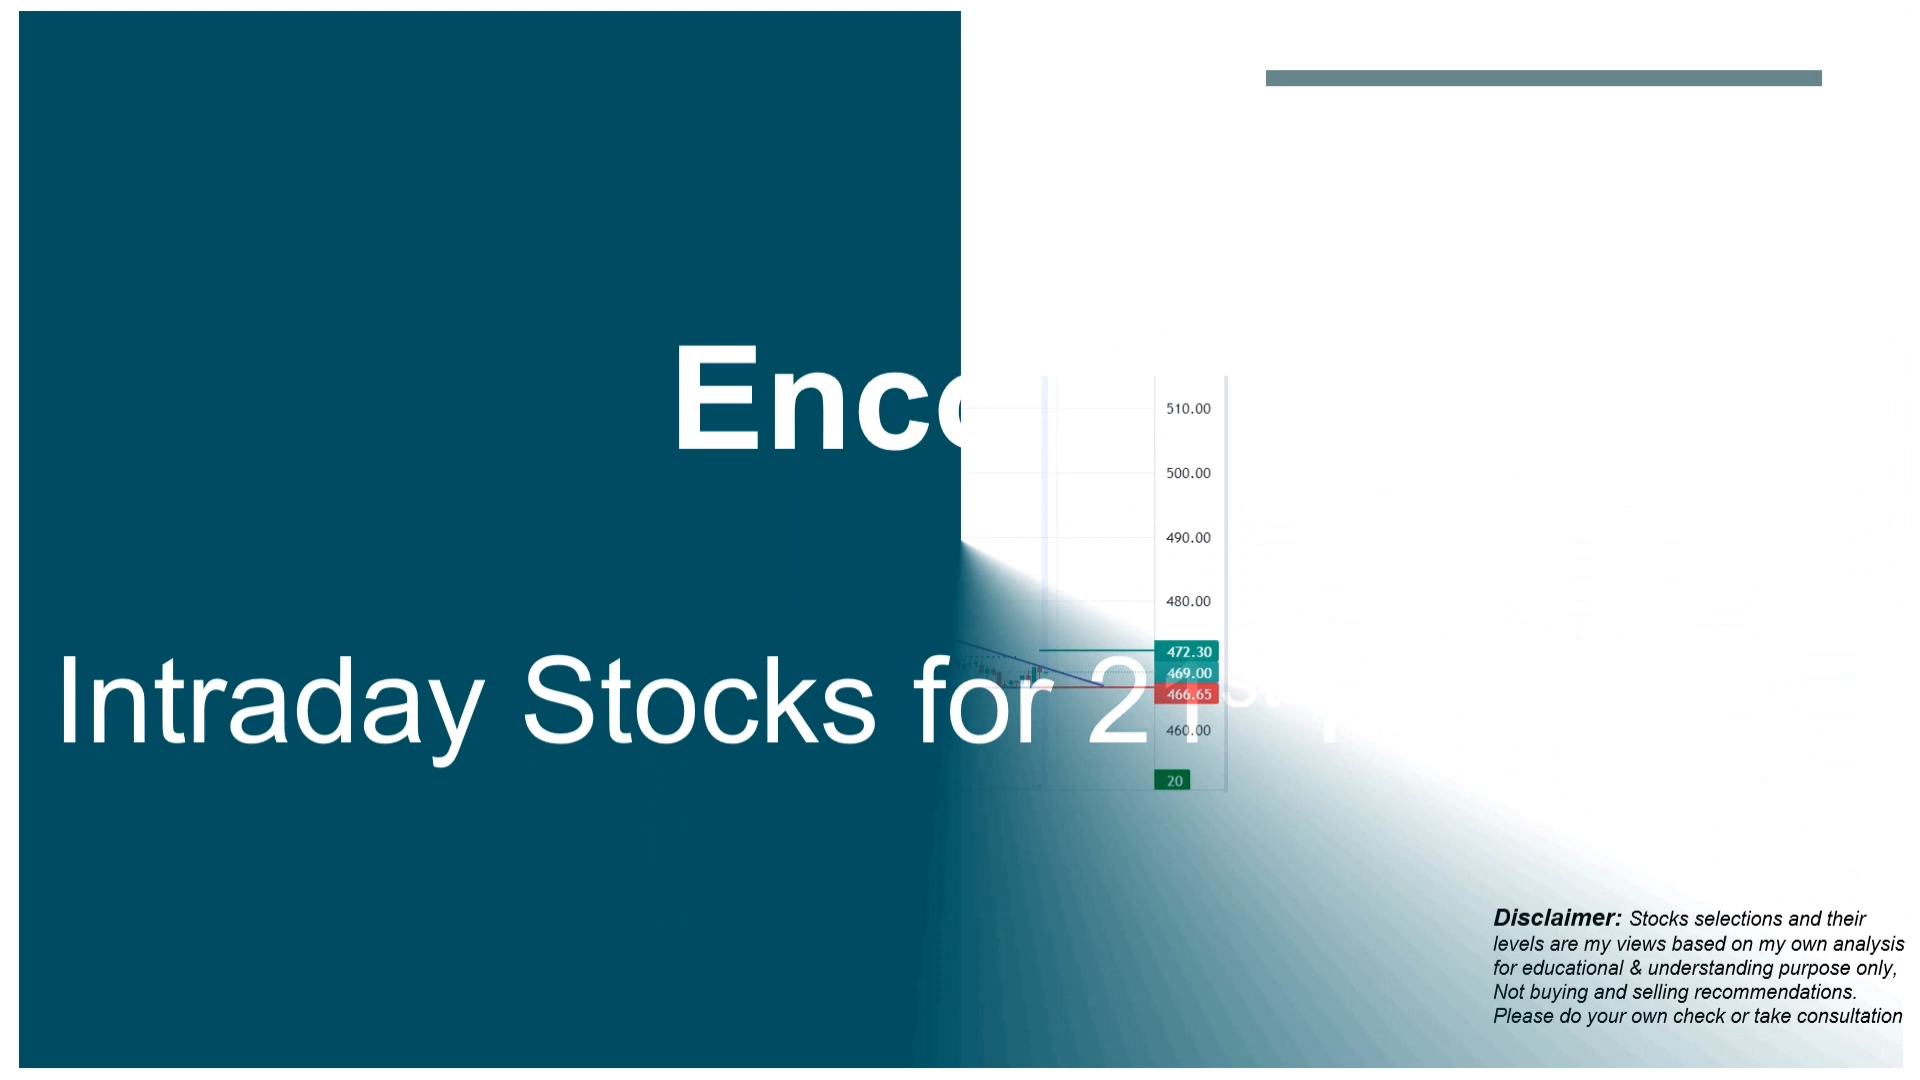 Enco
510.00
500.00
490.00
480.00
472.30
469.00
466.65
460.00
20
Intraday Stocks for 21st
Disclaimer: Stocks selections and their
levels are my views based on my own analysis
for educational & understanding purpose only,
Not buying and selling recommendations.
Please do your own check or take consultation